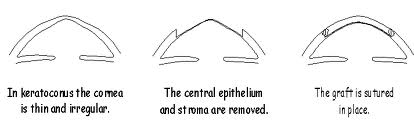 In keratoconus the cornea
is thin and irregular.
The central epithelium
and stroma are removed.
The graft is sutured
in place.